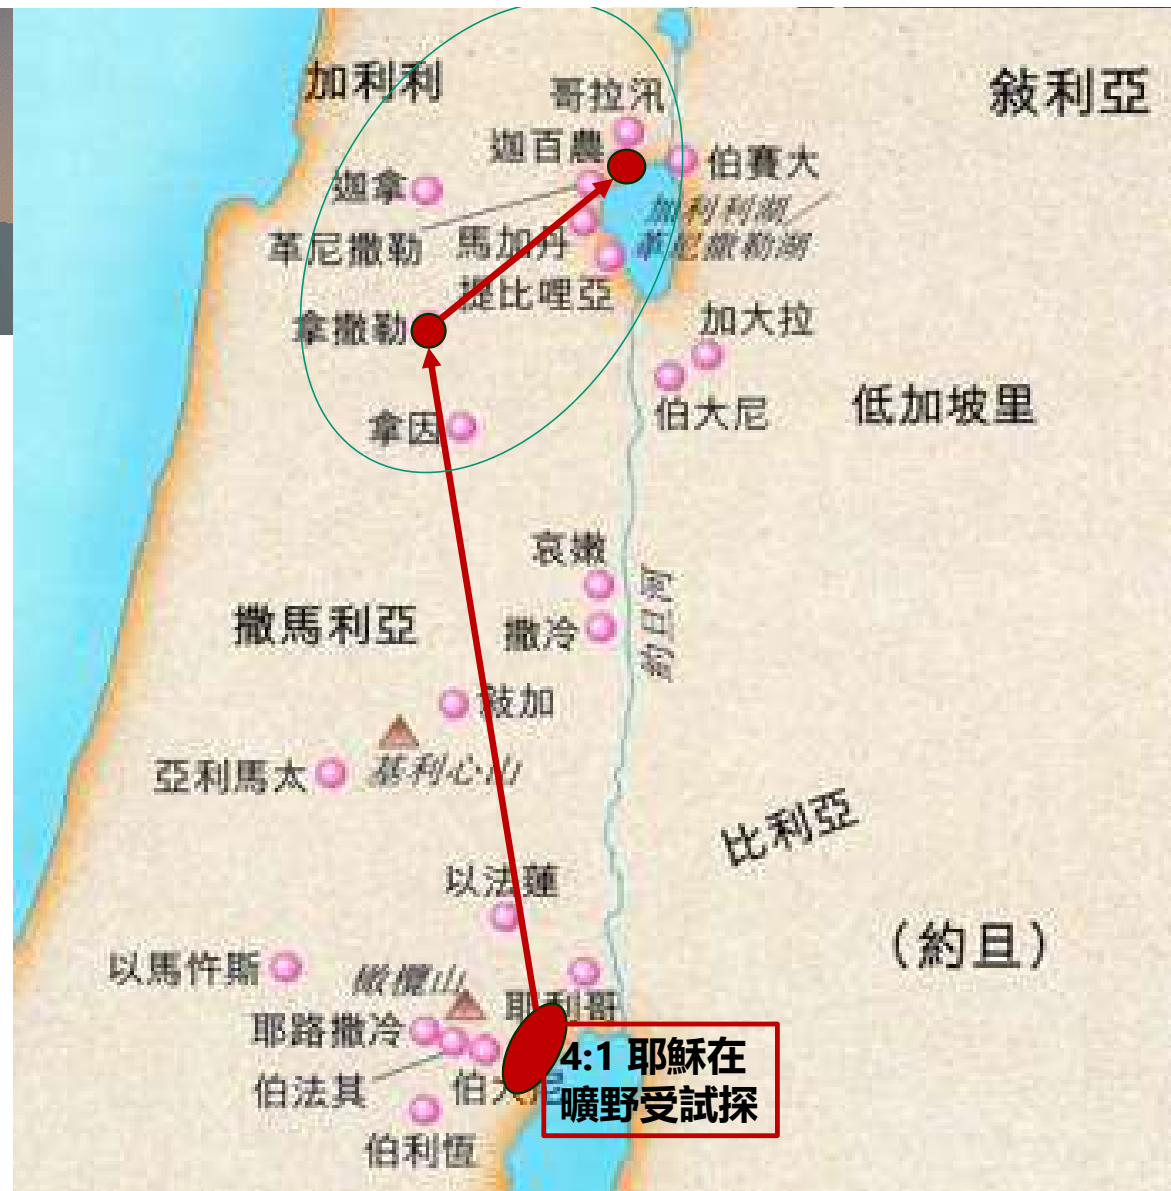 加利利
哥拉汛
敍利亞
迦百農
伯賽大
迦拿
加利利湖
革尼撒勒
馬加丹
革尼撒勒湖
提比哩亞
拿撒勒
加大拉
低加坡里
伯大尼
拿因
哀嫩
約旦河
撒馬利亞
撒冷
敍加
基利心山
亞利馬太
比利亞
以法蓮
（約旦）
以馬忤斯
橄欖山
耶利哥
耶路撒冷
伯法其
伯大尼
4:1 耶穌在
曠野受試探
伯利恆